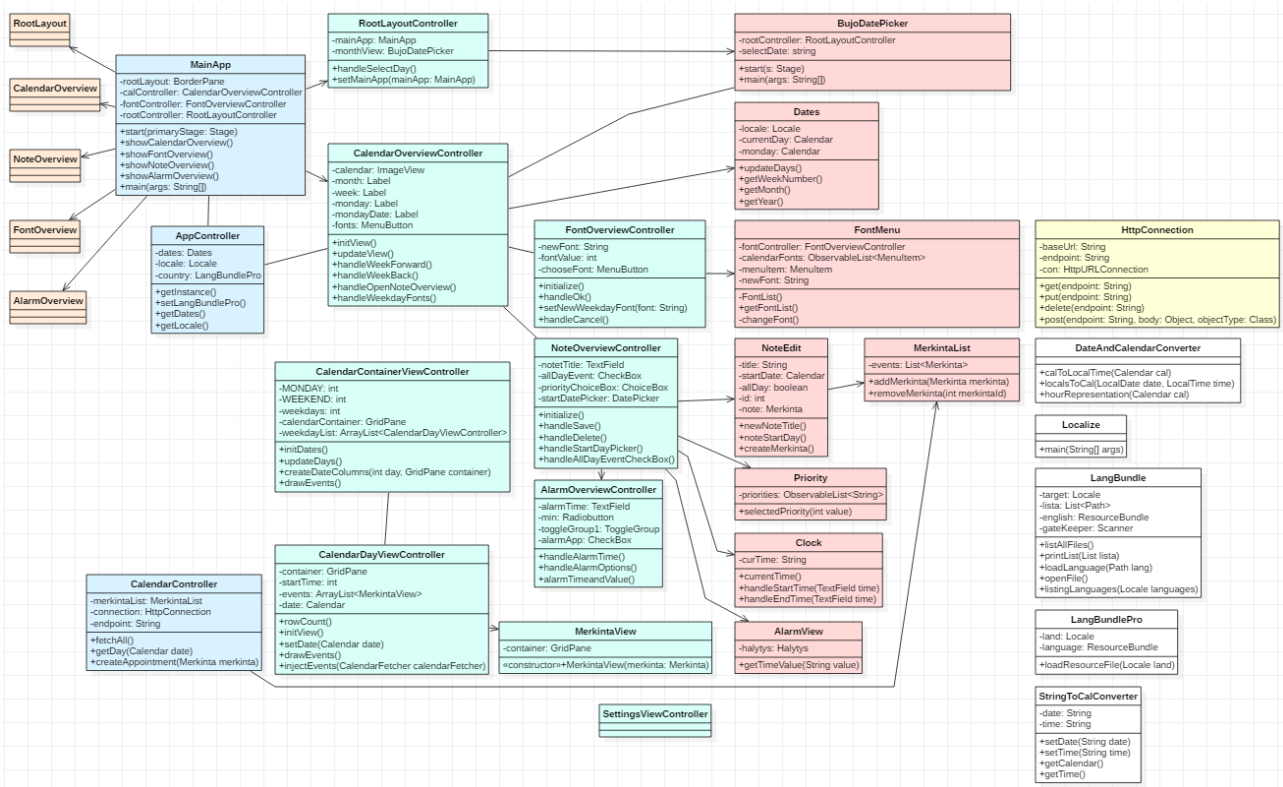 RootLayout
CalendarOverview
NoteOverview
FontOverview
AlarmOverview
MainApp
-rootLayout: BorderPane
-calController: CalendarOverviewController
-fontController: FontOverviewController
-rootController: RootLayoutController
+start(primaryStage: Stage)
+showCalendarOverview()
+showFontOverview()
+showNoteOverview()
+showAlarmOverview()
+main(args: String[])
AppController
-dates: Dates
-locale: Locale
-country: LangBundlePro
+getInstance()
+setLangBundlePro()
+getDates()
+getLocale()
RootLayoutController
-mainApp: MainApp
-monthView: BujoDatePicker
+handleSelectDay()
+setMainApp(mainApp: MainApp)
CalendarOverviewController
-calendar: ImageView
-month: Label
-week: Label
-monday: Label
-mondayDate: Label
-fonts: MenuButton
+initView()
+updateView()
+handleWeekForward()
+handleWeekBack()
+handleOpenNoteOverview()
+handleWeekdayFonts()
BujoDatePicker
-rootController: RootLayoutController
-selectDate: string
+start(s: Stage)
+main(args: String[])
Dates
-locale: Locale
-currentDay: Calendar
-monday: Calendar
+updateDays()
+getWeekNumber()
+getMonth()
+getYear()
FontOverviewController
-newFont: String
-fontValue: int
-chooseFont: MenuButton
+initialize()
+handleOk()
+setNewWeekdayFont(font: String)
+handleCancel()
FontMenu
-fontController: FontOverviewController
-calendarFonts: ObservableList<MenuItem>
-menuItem: MenuItem
-newFont: String
-FontList()
+getFontList()
-changeFont()
HttpConnection
-baseUrl: String
-endpoint: String
-con: HttpURLConnection
+get(endpoint: String)
+put(endpoint: String)
+delete(endpoint: String)
+post(endpoint: String, body: Object, objectType: Class)
CalendarContainerViewController
-MONDAY: int
-WEEKEND: int
-weekdays: int
-calendarContainer: GridPane
-weekdayList: ArrayList<CalendarDayViewController>
+initDates()
+updateDays()
+createDateColumns(int day, GridPane container)
+drawEvents()
NoteOverviewController
-notetTitle: TextField
-allDayEvent: CheckBox
-priorityChoiceBox: ChoiceBox
-startDatePicker: DatePicker
+initialize()
+handleSave()
+handleDelete()
+handleStartDayPicker()
+handleAllDayEventCheckBox()
NoteEdit
-title: String
-startDate: Calendar
-allDay: boolean
-id: int
-note: Merkinta
+newNoteTitle()
+noteStartDay()
+createMerkinta()
MerkintaList
-events: List<Merkinta>
+addMerkinta(Merkinta merkinta)
+removeMerkinta(int merkintaId)
DateAndCalendarConverter
+calToLocalTime(Calendar cal)
+localsToCal(LocalDate date, LocalTime time)
+hourRepresentation(Calendar cal)
Localize
+main(String[] args)
Priority
-priorities: ObservableList<String>
+selectedPriority(int value)
AlarmOverviewController
-alarmTime: TextField
-min: Radiobutton
-toggleGroup1: ToggleGroup
-alarmApp: CheckBox
+handleAlarmTime()
+handleAlarmOptions()
+alarmTimeandValue()
Clock
-curTime: String
+currentTime()
+handleStartTime(TextField time)
+handleEndTime(TextField time)
LangBundle
-target: Locale
-lista: List<Path>
-english: ResourceBundle
-gateKeeper: Scanner
+listAllFiles()
+printList(List lista)
+loadLanguage(Path lang)
+openFile()
+listingLanguages(Locale languages)
CalendarController
-merkintaList: MerkintaList
-connection: HttpConnection
-endpoint: String
+fetchAll()
+getDay(Calendar date)
+createAppointment(Merkinta merkinta)
CalendarDayViewController
-container: GridPane
-startTime: int
-events: ArrayList<MerkintaView>
-date: Calendar
+rowCount()
+initView()
+setDate(Calendar date)
+drawEvents()
+injectEvents(CalendarFetcher calendarFetcher)
MerkintaView
-container: GridPane
«constructor»+MerkintaView(merkinta: Merkinta)
AlarmView
-halytys: Halytys
+getTimeValue(String value)
LangBundlePro
-land: Locale
-language: ResourceBundle
+loadResourceFile(Locale land)
SettingsViewController
StringToCalConverter
-date: String
-time: String
+setDate(String date)
+setTime(String time)
+getCalendar()
+getTime()